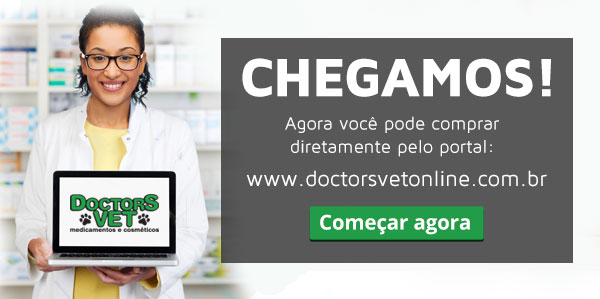 DOCTORS
VET
medicamentos e cosméticos
CHEGAMOS!
Agora você pode comprar
diretamente pelo portal:
www.doctorsvetonline.com.br
Começar agora